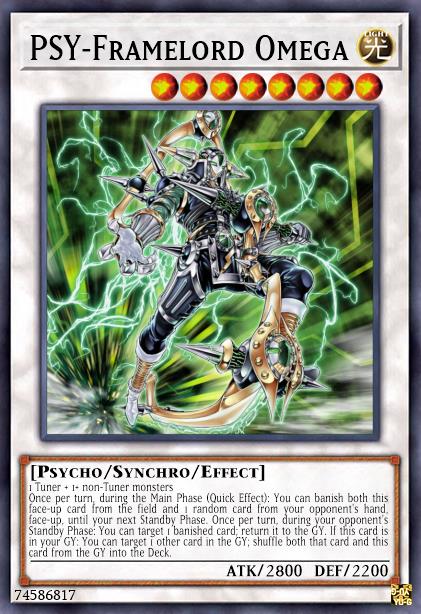 PSY-Framelord Omega
LIGHT
光
[Psycho/Synchro/Effect]
1 Tuner + 1+ non-Tuner monsters
Once per turn, during the Main Phase (Quick Effect): You can banish both this
face-up card from the field and 1 random card from your opponent's hand,
face-up, until your next Standby Phase. Once per turn, during your opponent's
Standby Phase: You can target 1 banished card; return it to the GY. If this card is
in your GY: You can target 1 other card in the GY; shuffle both that card and this
card from the GY into the Deck.
ATK/2800 DEF/2200
74586817